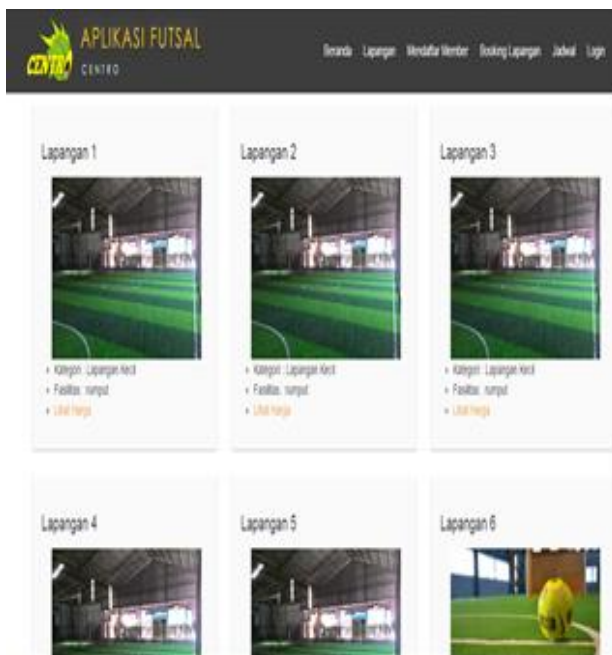 APLIKASI FUTSAL
CENTRO
CENTRO
Beranda Lapangan Mendaftar Member Booking Lapangan Jadwal Login
Lapangan 1
Lapangan 2
Lapangan 3
Kategori : Lapangan Kecil
Fasilitas : rumput
Lihat Harga
Kategori : Lapangan Kecil
Fasilitas : rumput
Lihat Harga
Kategori : Lapangan Kecil
Fasilitas : rumput
Lihat Harga
Lapangan 4
Lapangan 5
Lapangan 6